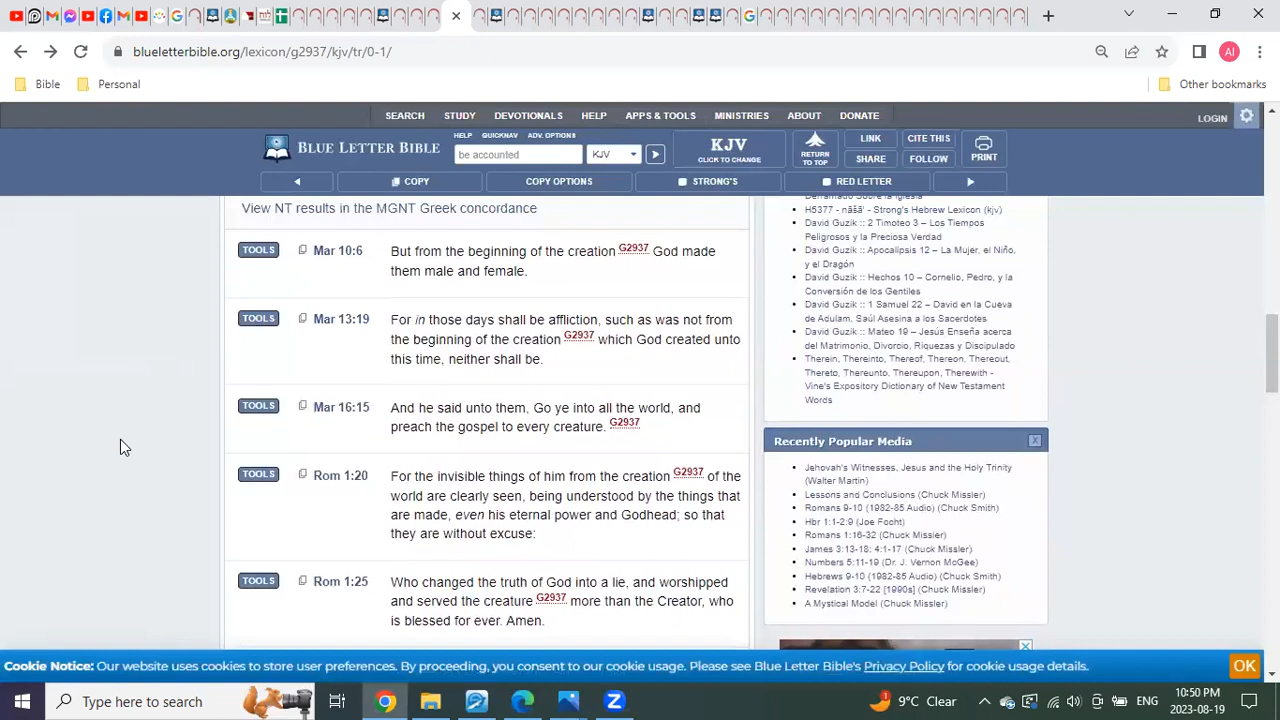 blueletterbible.org/lexicon/g2937/kjv/tr/0-1/
AI
Bible
Personal
Other bookmarks
SEARCH STUDY DEVOTIONALS HELP APPS & TOOLS MINISTRIES ABOUT DONATE
LOGIN
BLUE LETTER BIBLE
HELP QUICKNAV ADV. OPTIONS
be accounted
KJV
KJV
CLICK TO CHANGE
RETURN TO TOP
LINK
CITE THIS
SHARE
FOLLOW
PRINT
COPY
COPY OPTIONS
STRONG'S
RED LETTER
View NT results in the MGNT Greek concordance
TOOLS
Mar 10:6
But from the beginning of the creation G2937 God made
them male and female.
TOOLS
Mar 13:19
For in those days shall be affliction, such as was not from
the beginning of the creation G2937 which God created unto
this time, neither shall be.
TOOLS
Mar 16:15
And he said unto them, Go ye into all the world, and
preach the gospel to every creature. G2937
TOOLS
Rom 1:20
For the invisible things of him from the creation G2937 of the
world are clearly seen, being understood by the things that
are made, even his eternal power and Godhead; so that
they are without excuse:
TOOLS
Rom 1:25
Who changed the truth of God into a lie, and worshipped
and served the creature G2937 more than the Creator, who
is blessed for ever. Amen.
Derramado Sobre la Iglesia
H5377 - nāšā' - Strong's Hebrew Lexicon (kjv)
David Guzik :: 2 Timoteo 3 – Los Tiempos
Peligrosos y la Preciosa Verdad
David Guzik :: Apocalipsis 12 – La Mujer, el Niño,
y el Dragón
David Guzik :: Hechos 10 – Cornelio, Pedro, y la
Conversión de los Gentiles
David Guzik :: 1 Samuel 22 – David en la Cueva
de Adulam, Saúl Asesina a los Sacerdotes
David Guzik :: Mateo 19 – Jesús Enseña acerca
del Matrimonio, Divorcio, Riquezas y Discipulado
Therein, Thereinto, Thereof, Thereon, Thereout,
Thereto, Thereunto, Thereupon, Therewith -
Vine's Expository Dictionary of New Testament
Words
Recently Popular Media
X
Jehovah's Witnesses, Jesus and the Holy Trinity
(Walter Martin)
Lessons and Conclusions (Chuck Missler)
Romans 9-10 (1982-85 Audio) (Chuck Smith)
Hbr 1:1-2:9 (Joe Focht)
Romans 1:16-32 (Chuck Missler)
James 3:13-18; 4:1-17 (Chuck Missler)
Numbers 5:11-19 (Dr. J. Vernon McGee)
Hebrews 9-10 (1982-85 Audio) (Chuck Smith)
Revelation 3:7-22 [1990s] (Chuck Missler)
A Mystical Model (Chuck Missler)
Cookie Notice: Our website uses cookies to store user preferences. By proceeding, you consent to our cookie usage. Please see Blue Letter Bible's Privacy Policy for cookie usage details.
OK
Type here to search
1
9°C Clear
ENG
10:50 PM
2023-08-19